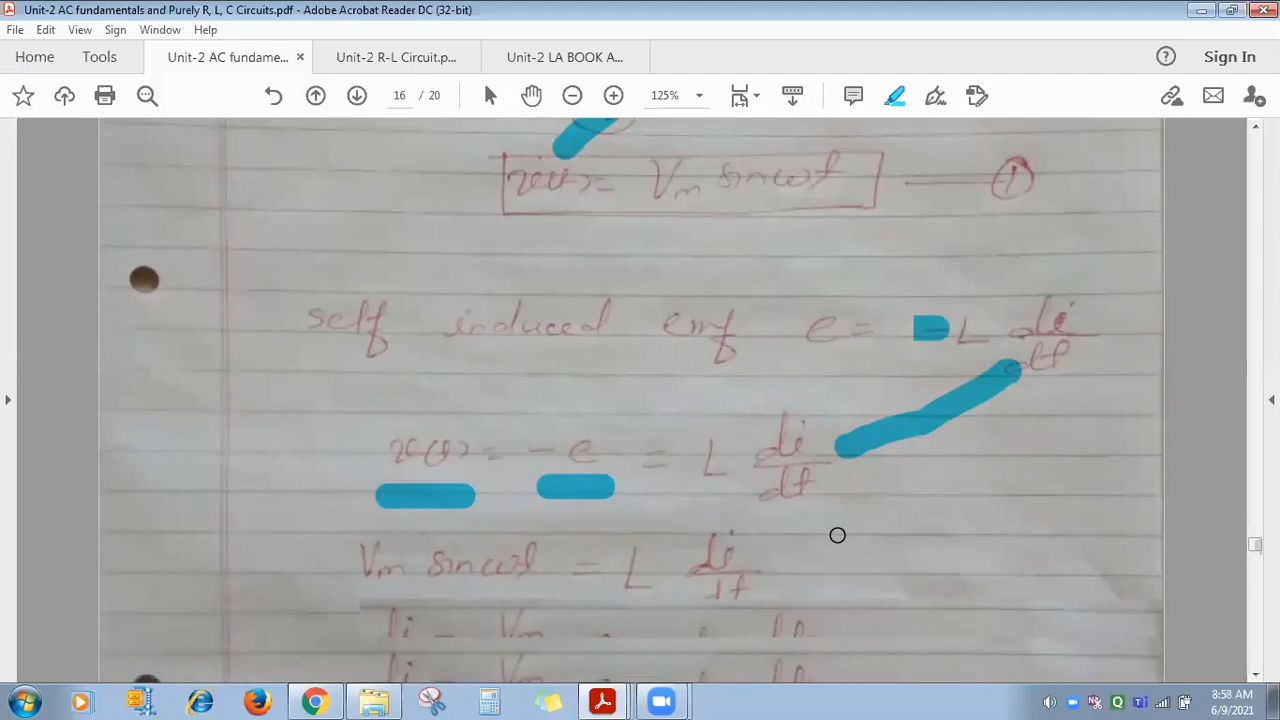 Unit-2 AC fundamentals and Purely R, L, C Circuits.pdf - Adobe Acrobat Reader DC (32-bit)
File Edit View Sign Window Help
Home Tools Unit-2 AC fundame... × Unit-2 R-L Circuit.p... Unit-2 LA BOOK A... Sign In
16 / 20 125%
v(t) = Vm sinωt ——— ①
self induced emf e = - L di/dt
v(t) = - e = L di/dt
Vm sinωt = L di/dt
di = Vm
di
8:58 AM
6/9/2021